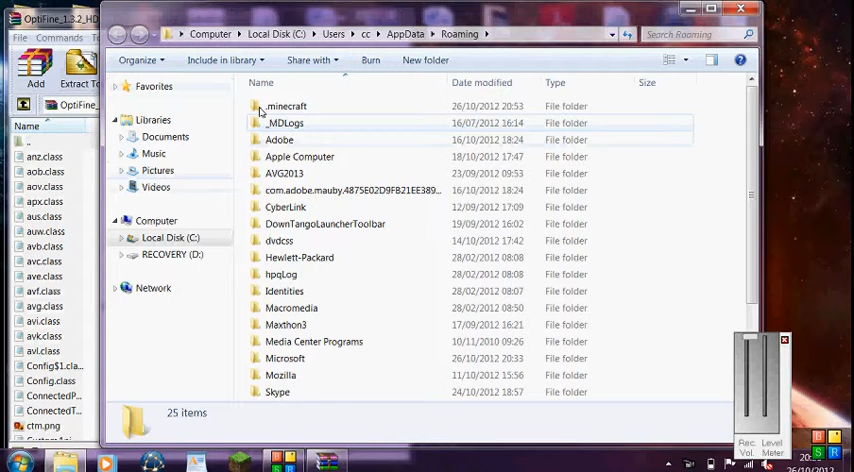 OptiFine_1.3.2_HD
File Commands
Add Extract To
OptiFine_
Name
..
anz.class
aob.class
aov.class
apx.class
aus.class
auw.class
avb.class
avc.class
ave.class
avf.class
avg.class
avi.class
avk.class
avl.class
Config$1.class
Config.class
ConnectedP
ConnectedT
ctm.png
Computer Local Disk (C:) Users cc AppData Roaming
Search Roaming
Organize Include in library Share with Burn New folder
Favorites
Libraries
Documents
Music
Pictures
Videos
Computer
Local Disk (C:)
RECOVERY (D:)
Network
Name Date modified Type Size
.minecraft 26/10/2012 20:53 File folder
_MDLogs 16/07/2012 16:14 File folder
Adobe 16/10/2012 18:24 File folder
Apple Computer 18/10/2012 17:47 File folder
AVG2013 23/09/2012 09:53 File folder
com.adobe.mauby.4875E02D9FB21EE389... 16/10/2012 18:24 File folder
CyberLink 12/09/2012 17:09 File folder
DownTangoLauncherToolbar 19/09/2012 16:02 File folder
dvdcss 14/10/2012 17:42 File folder
Hewlett-Packard 28/02/2012 08:08 File folder
hpqLog 28/02/2012 08:08 File folder
Identities 28/02/2012 08:07 File folder
Macromedia 28/02/2012 08:50 File folder
Maxthon3 17/09/2012 16:21 File folder
Media Center Programs 10/11/2010 09:26 File folder
Microsoft 26/10/2012 20:33 File folder
Mozilla 11/10/2012 15:56 File folder
Skype 24/10/2012 18:57 File folder
25 items
Rec. Level
Vol. Meter
B
S R
B
S R
26/10/2012